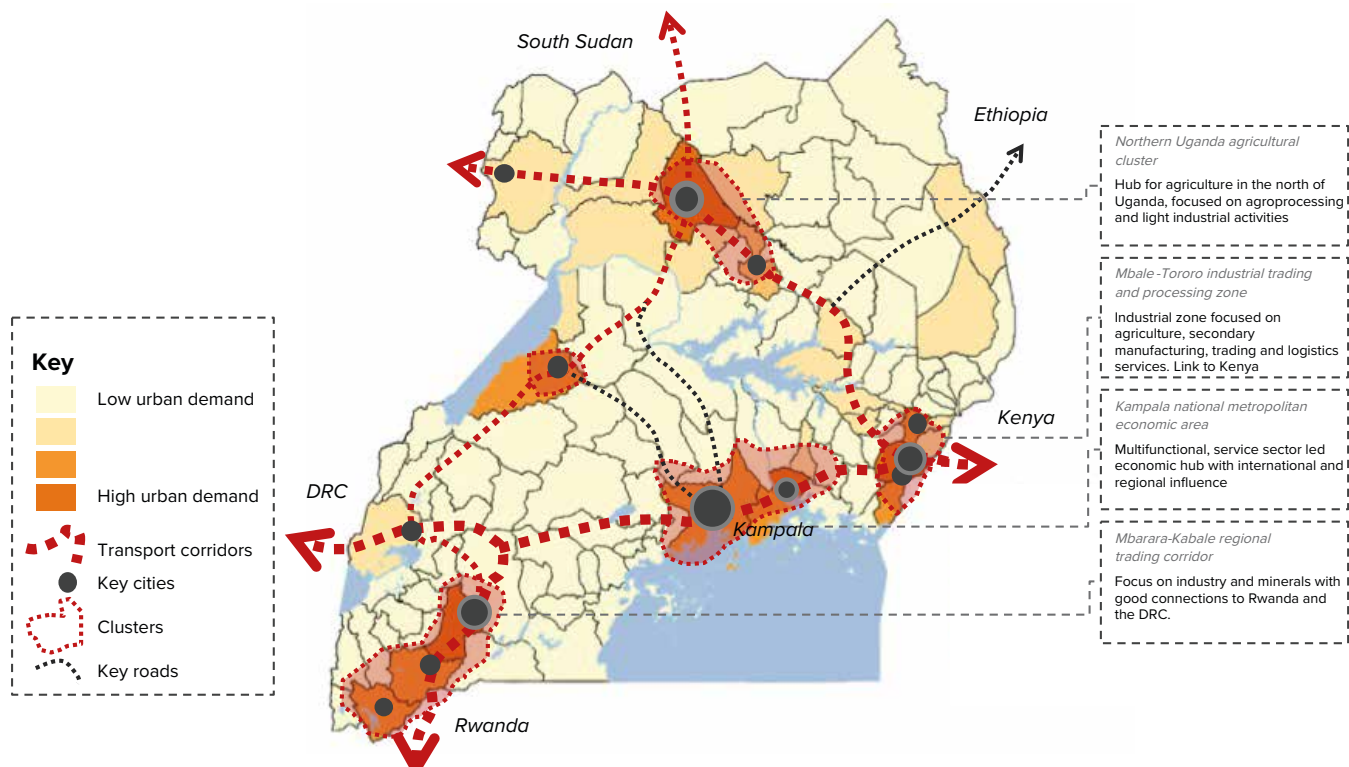 South Sudan
Ethiopia
Kenya
DRC
Kampala
Rwanda
Key
Low urban demand
High urban demand
Transport corridors
Key cities
Clusters
Key roads
Northern Uganda agricultural
cluster
Hub for agriculture in the north of
Uganda, focused on agroprocessing
and light industrial activities
Mbale-Tororo industrial trading
and processing zone
Industrial zone focused on
agriculture, secondary
manufacturing, trading and logistics
services. Link to Kenya
Kampala national metropolitan
economic area
Multifunctional, service sector led
economic hub with international and
regional influence
Mbarara-Kabale regional
trading corridor
Focus on industry and minerals with
good connections to Rwanda and
the DRC.